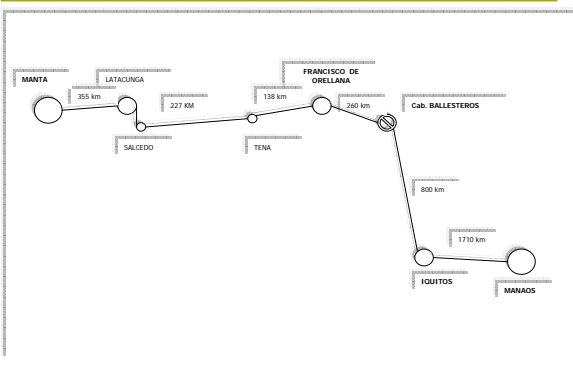 MANTA
LATACUNGA
355 km
227 KM
SALCEDO
138 km
TENA
FRANCISCO DE
ORELLANA
260 km
Cab. BALLESTEROS
800 km
1710 km
IQUITOS
MANAOS